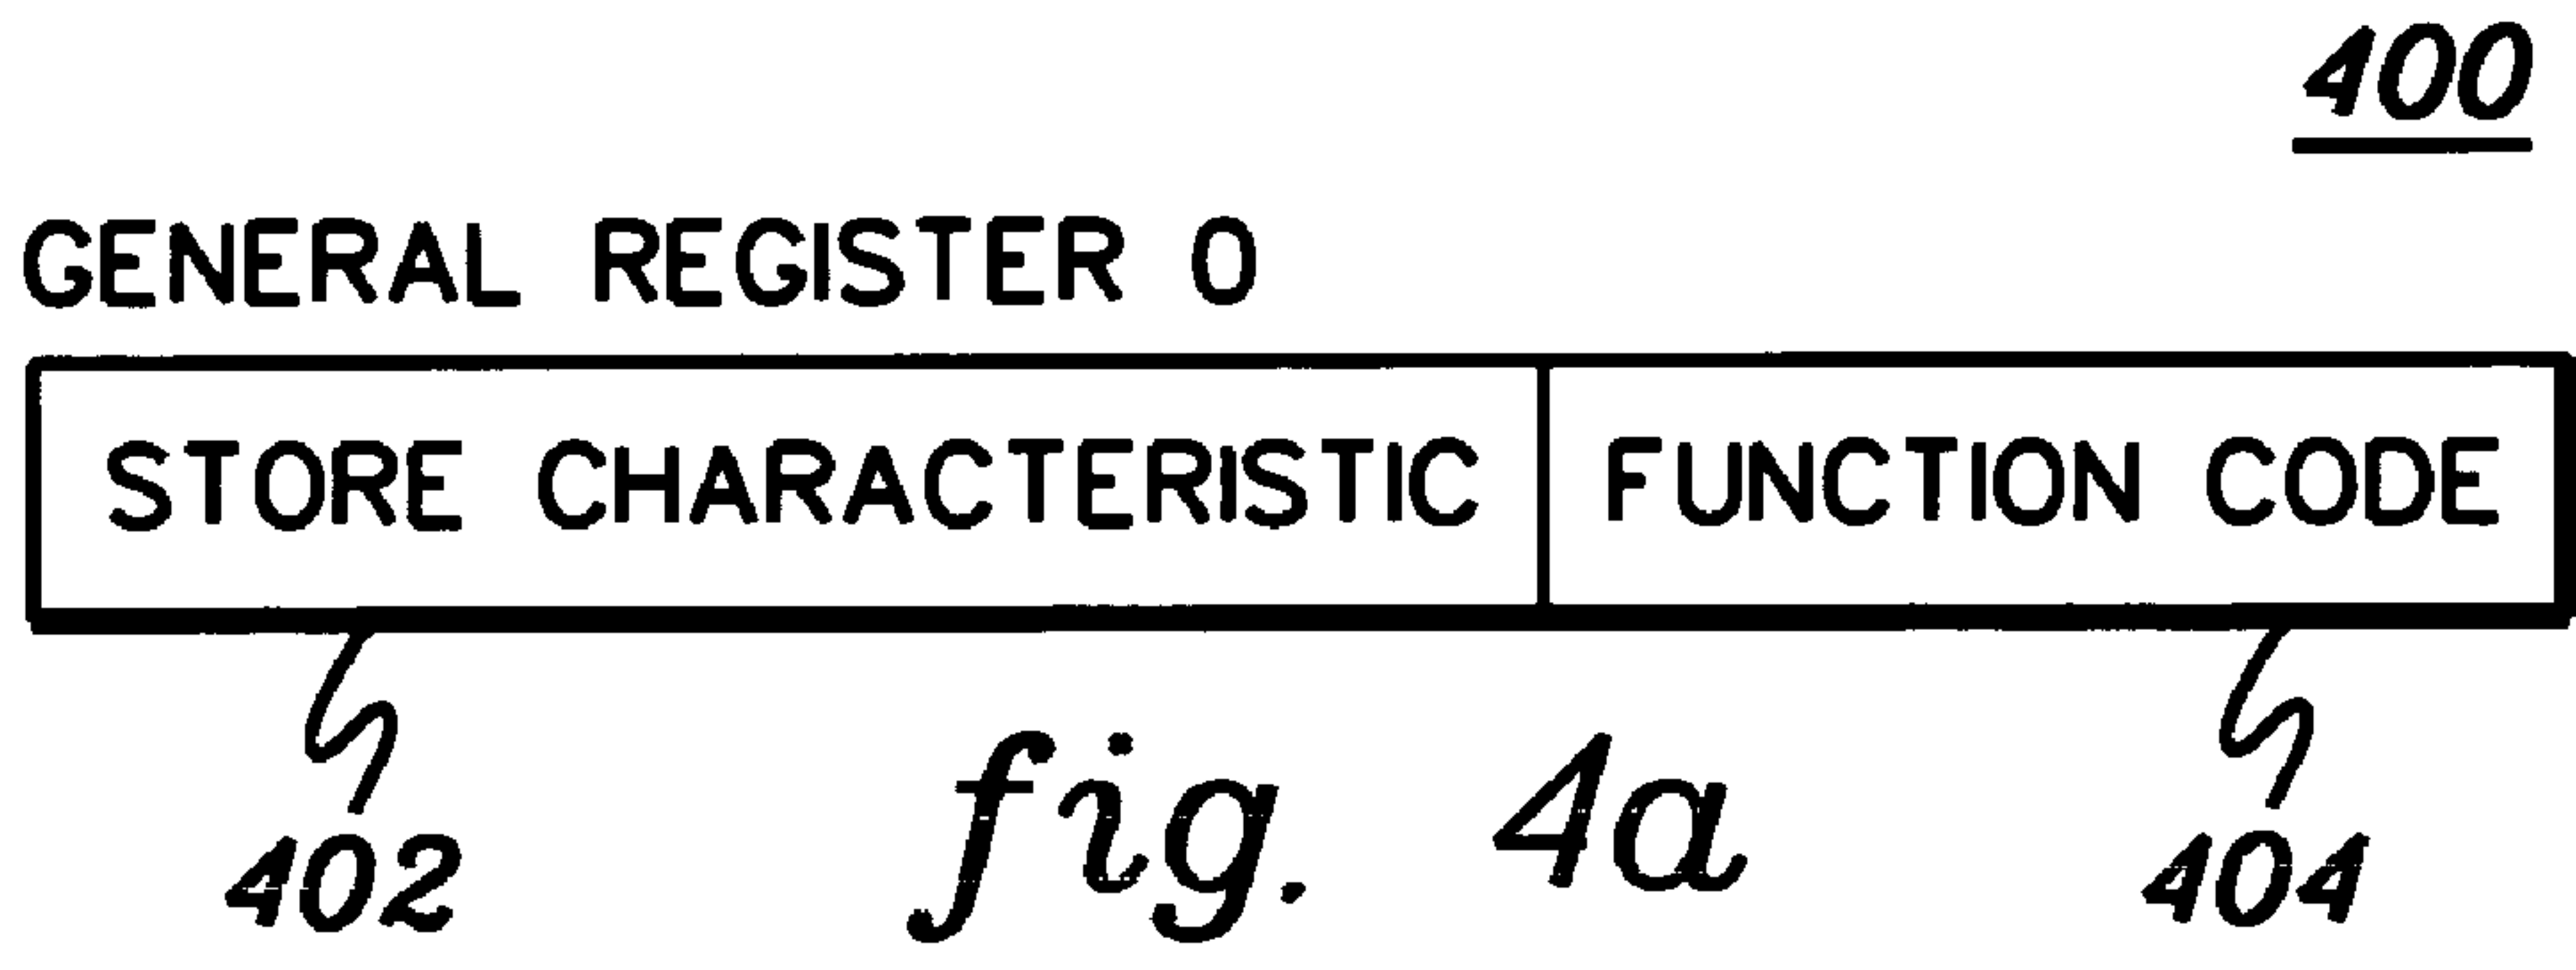 400
GENERAL REGISTER 0
STORE CHARACTERISTIC FUNCTION CODE
402 404
fig. 4a